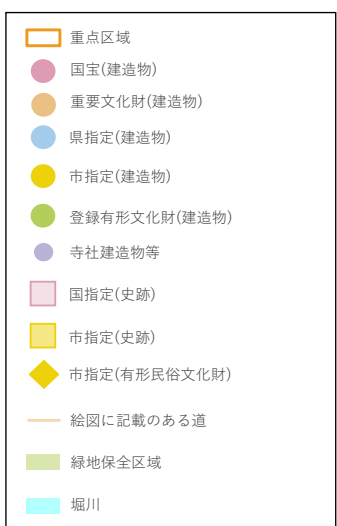 重点区域
国宝(建造物)
重要文化財(建造物)
県指定(建造物)
市指定(建造物)
登録有形文化財(建造物)
寺社建造物等
国指定(史跡)
市指定(史跡)
市指定(有形民俗文化財)
絵図に記載のある道
緑地保全区域
堀川